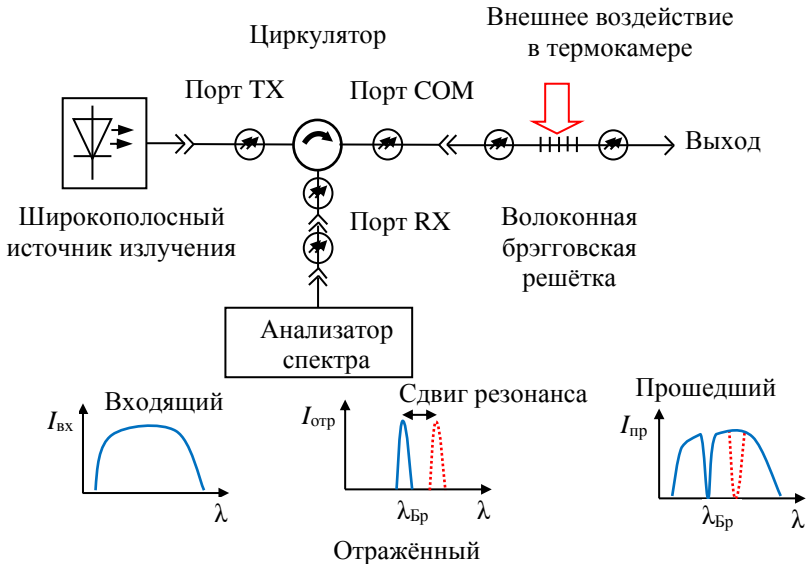 Циркулятор
Внешнее воздействие
в термокамере
Порт TX
Порт COM
Выход
Широкополосный
источник излучения
Порт RX
Волоконная
брэгговская
решётка
Анализатор
спектра
Входящий
Iвх
λ
Сдвиг резонанса
Iотр
λБр
λ
Отражённый
Прошедший
Iпр
λБр
λ